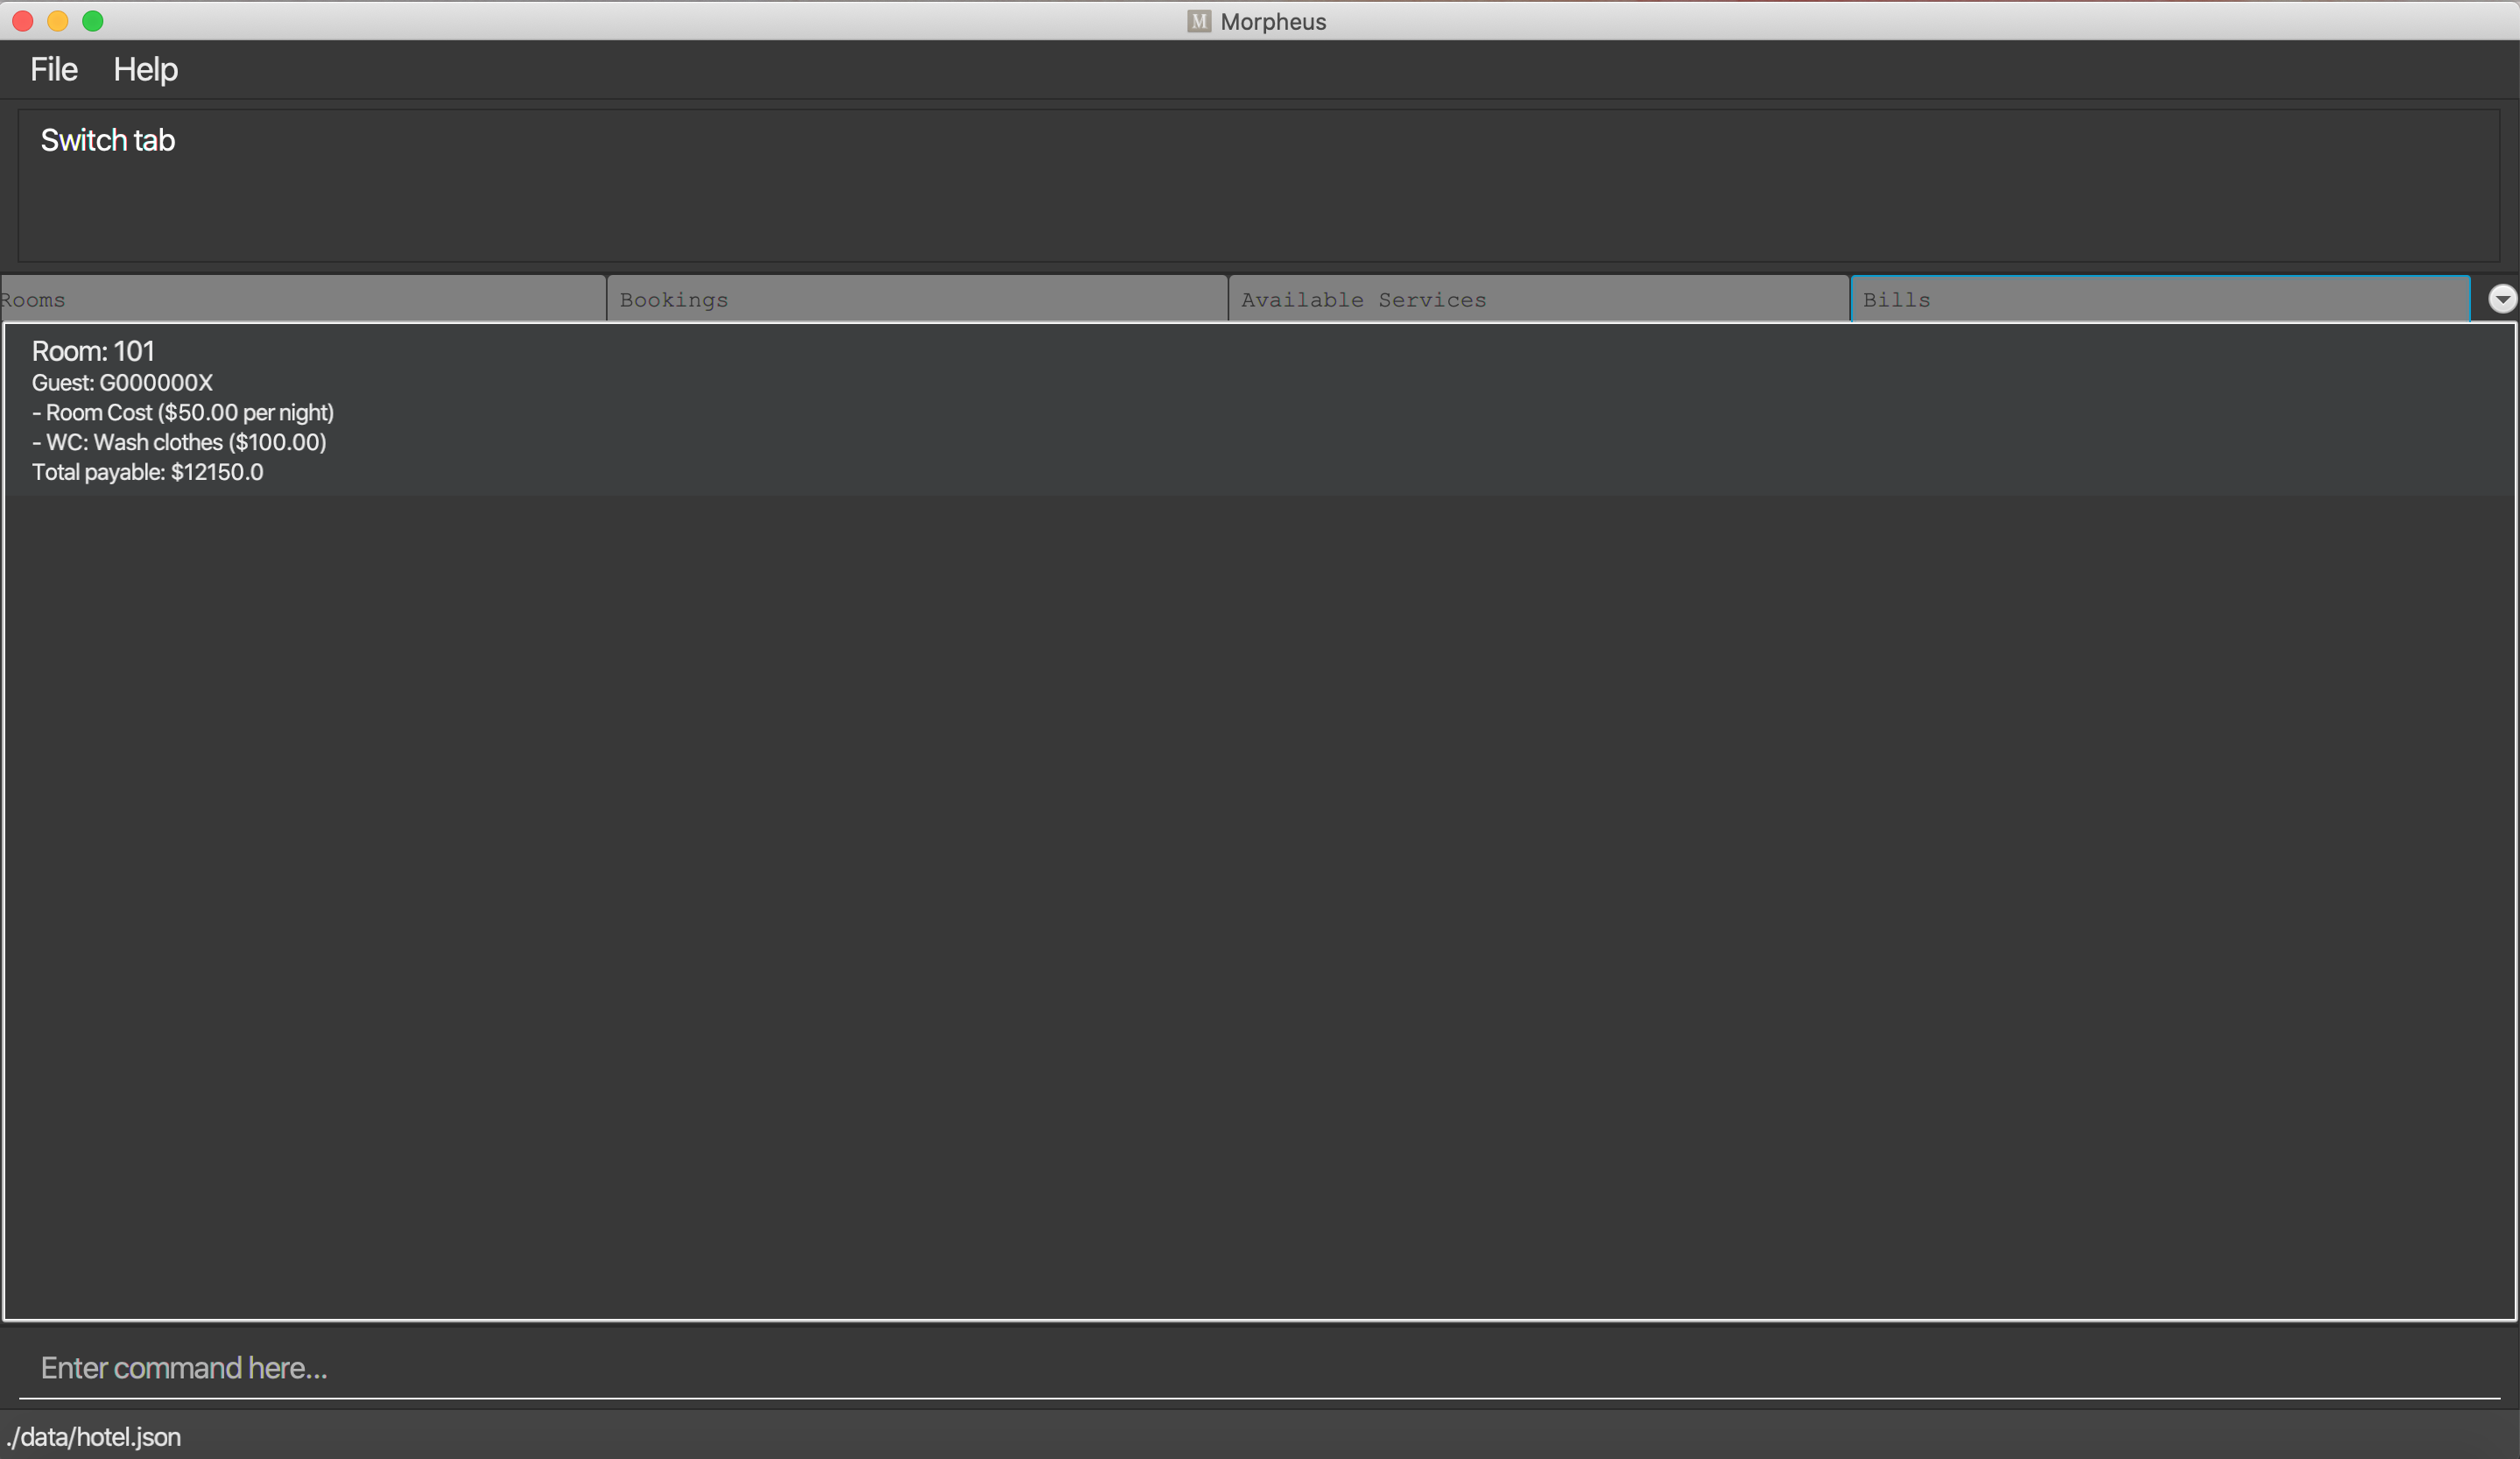 M Morpheus
File Help
Switch tab
Rooms Bookings Available Services Bills
Room: 101
Guest: G000000X
- Room Cost ($50.00 per night)
- WC: Wash clothes ($100.00)
Total payable: $12150.0
Enter command here...
./data/hotel.json